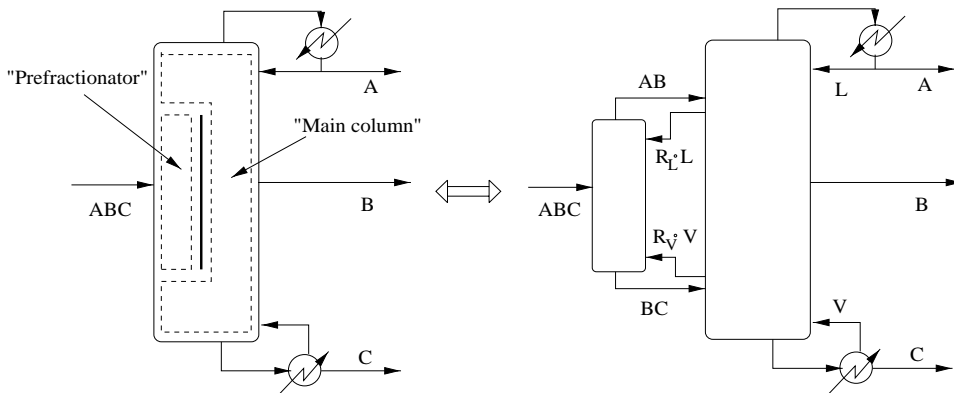 "Prefractionator"
A
"Main column"
ABC
B
C
AB
L
A
R_L∘L
ABC
B
R_V∘V
BC
V
C